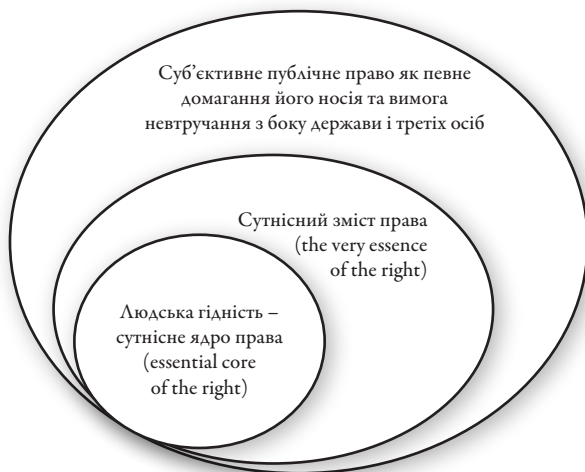 Суб’єктивне публічне право як певне
домагання його носія та вимога
невтручання з боку держави і третіх осіб
Сутнісний зміст права
(the very essence
of the right)
Людська гідність –
сутнісне ядро права
(essential core
of the right)